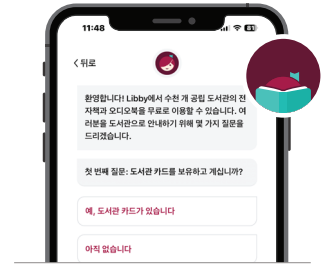 11:48
뒤로
환영합니다! Libby에서 수천 개 공립 도서관의 전
자책과 오디오북을 무료로 이용할 수 있습니다. 여
러분을 도서관으로 안내하기 위해 몇 가지 질문을
드리겠습니다.
첫 번째 질문: 도서관 카드를 보유하고 계십니까?
예, 도서관 카드가 있습니다
아직 없습니다